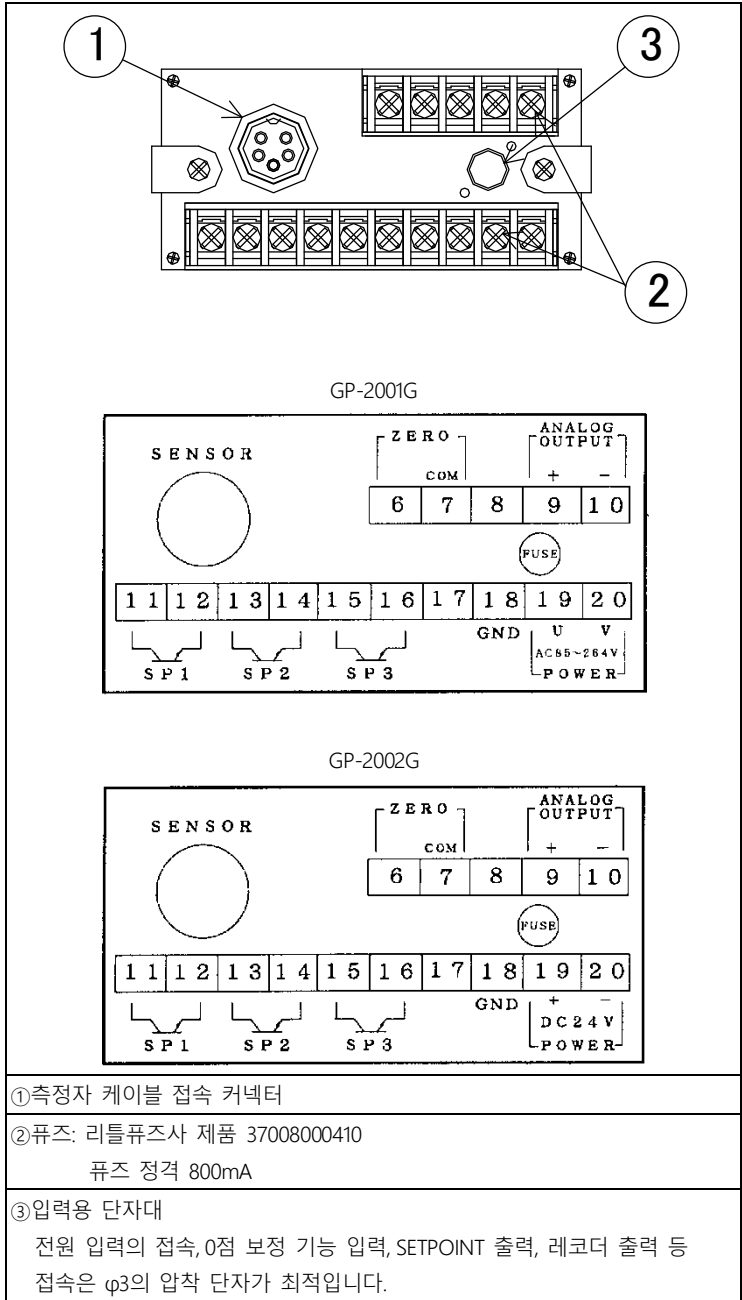 1
3
2
GP-2001G
SENSOR
ZERO
COM
ANALOG
OUTPUT
+ −
6 7 8 9 10
FUSE
11 12 13 14 15 16 17 18 19 20
SP1 SP2 SP3
GND
U V
AC85~264V
POWER
GP-2002G
SENSOR
ZERO
COM
ANALOG
OUTPUT
+ −
6 7 8 9 10
FUSE
11 12 13 14 15 16 17 18 19 20
SP1 SP2 SP3
GND
+ −
DC24V
POWER
①측정자 케이블 접속 커넥터
②퓨즈: 리틀퓨즈사 제품 37008000410
퓨즈 정격 800mA
③입력용 단자대
전원 입력의 접속, 0점 보정 기능 입력, SETPOINT 출력, 레코더 출력 등
접속은 φ3의 압착 단자가 최적입니다.